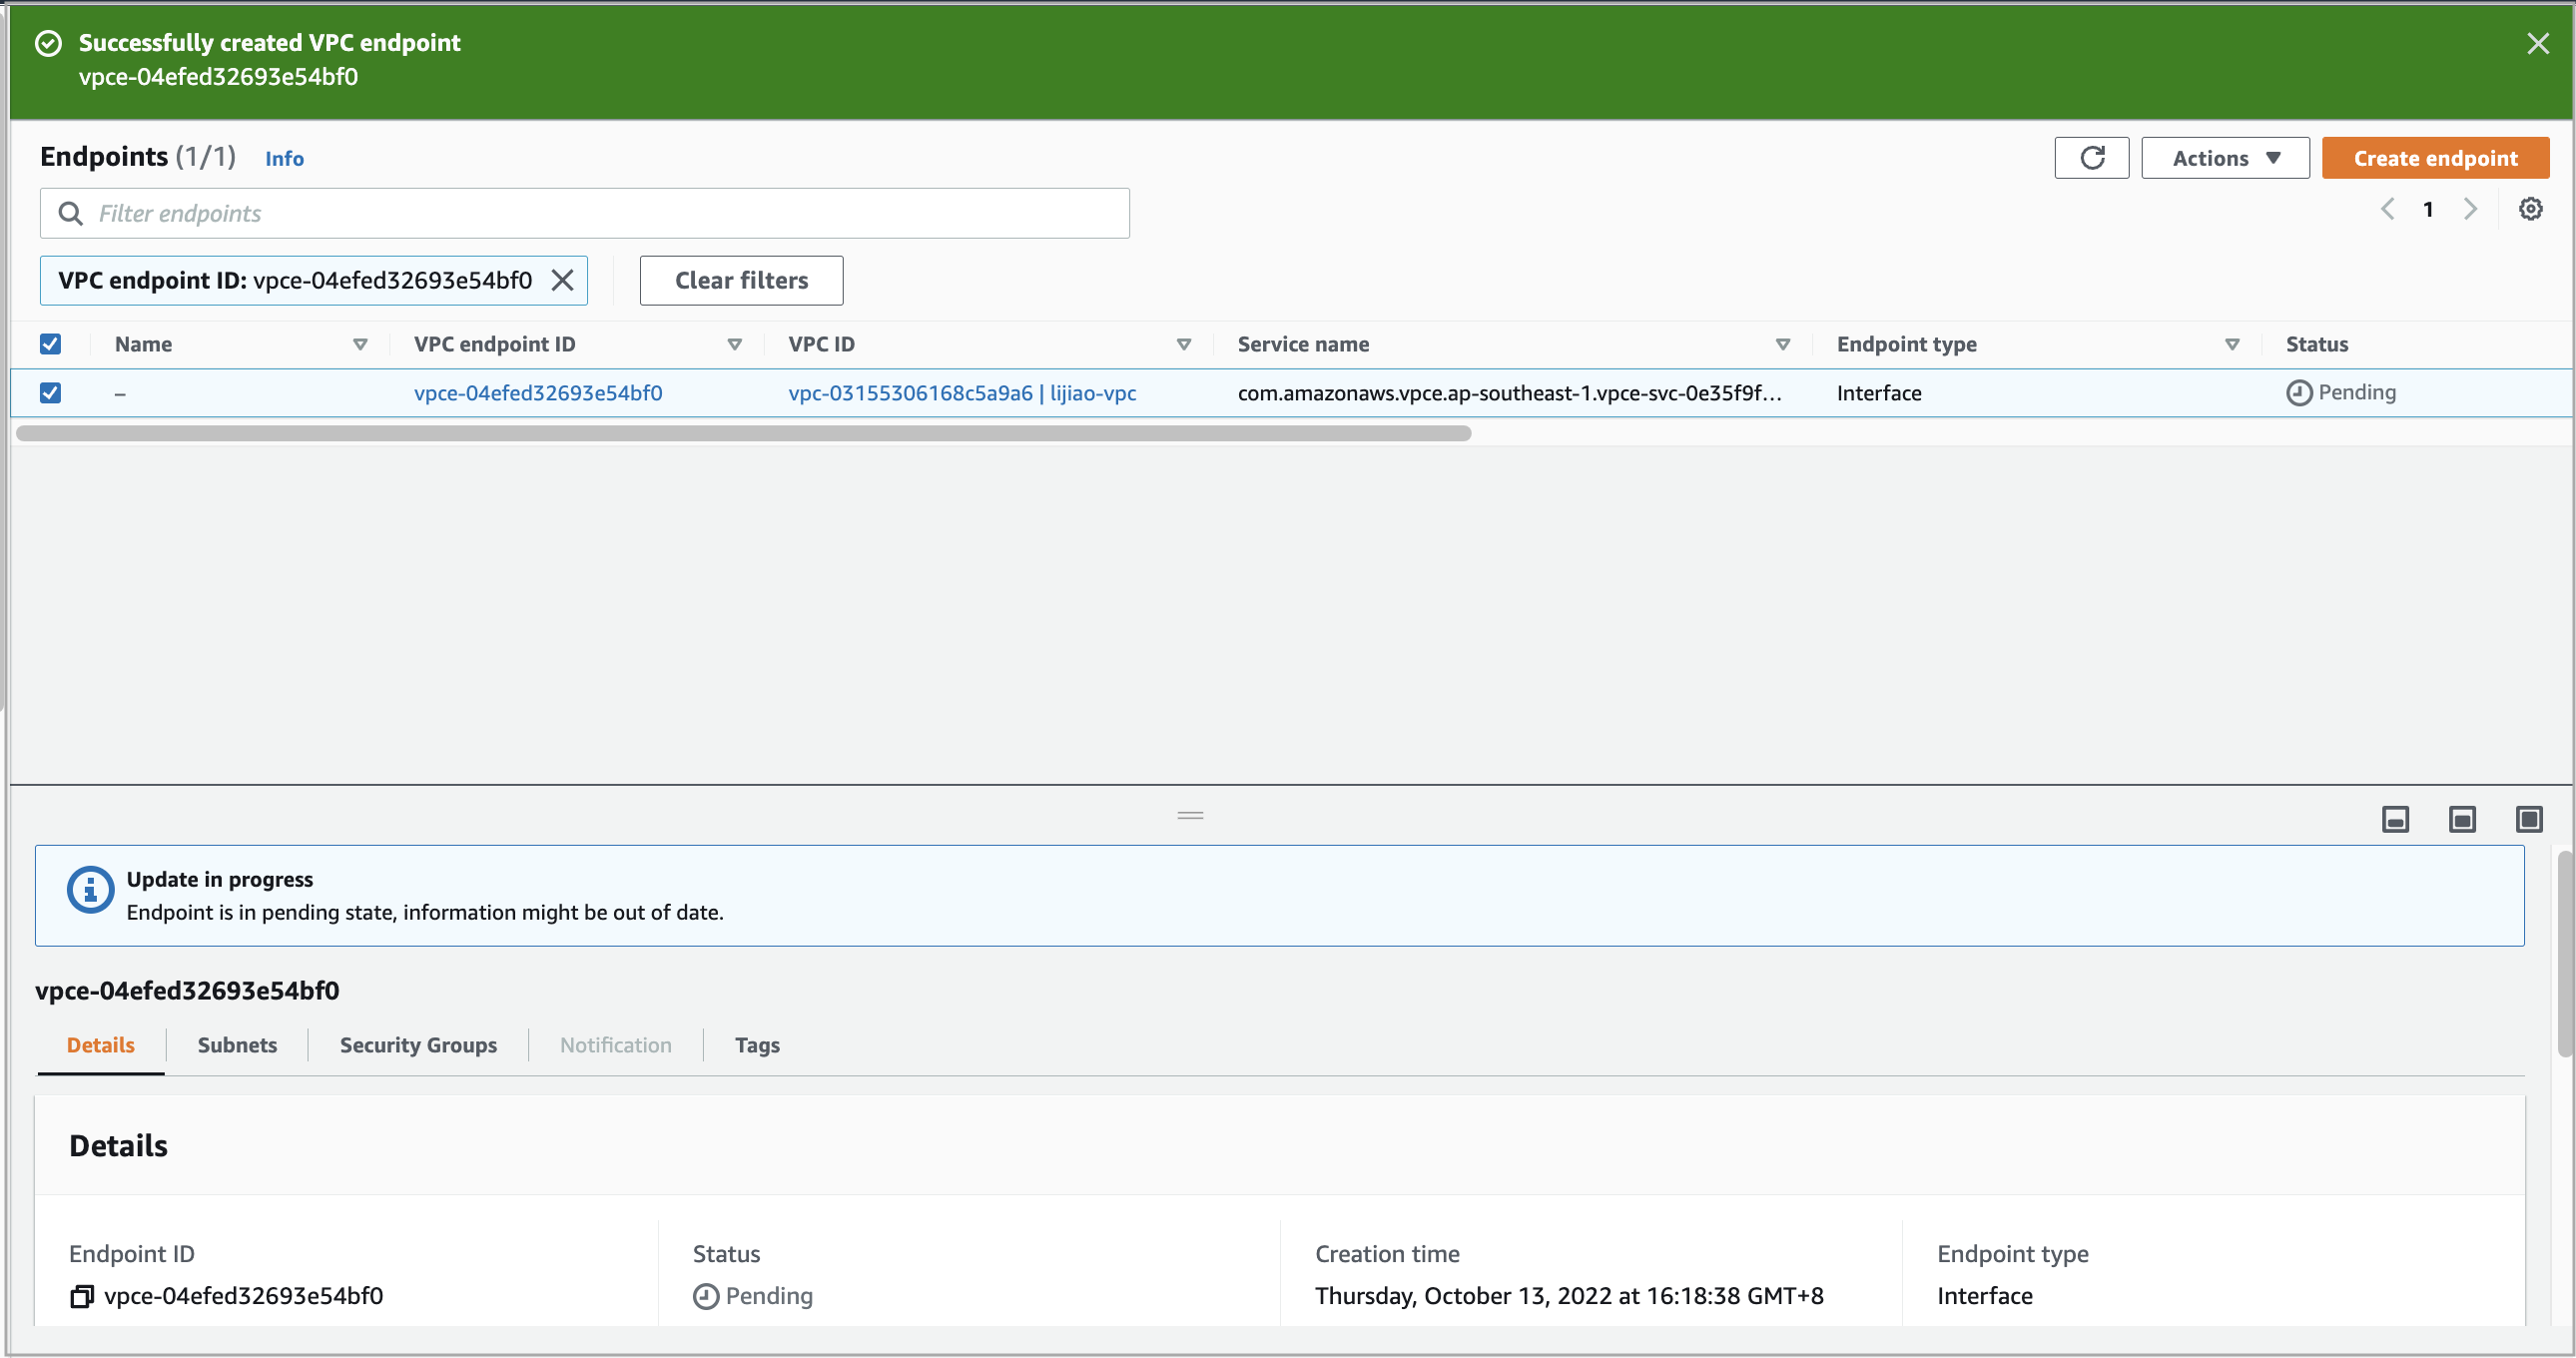 Successfully created VPC endpoint
vpce-04efed32693e54bf0
Endpoints (1/1) Info
Actions
Create endpoint
Filter endpoints
1
VPC endpoint ID: vpce-04efed32693e54bf0
Clear filters
Name VPC endpoint ID VPC ID Service name Endpoint type Status
– vpce-04efed32693e54bf0 vpc-03155306168c5a9a6 | lijiao-vpc com.amazonaws.vpce.ap-southeast-1.vpce-svc-0e35f9f... Interface Pending
Update in progress
Endpoint is in pending state, information might be out of date.
vpce-04efed32693e54bf0
Details Subnets Security Groups Notification Tags
Details
Endpoint ID Status Creation time Endpoint type
vpce-04efed32693e54bf0 Pending Thursday, October 13, 2022 at 16:18:38 GMT+8 Interface